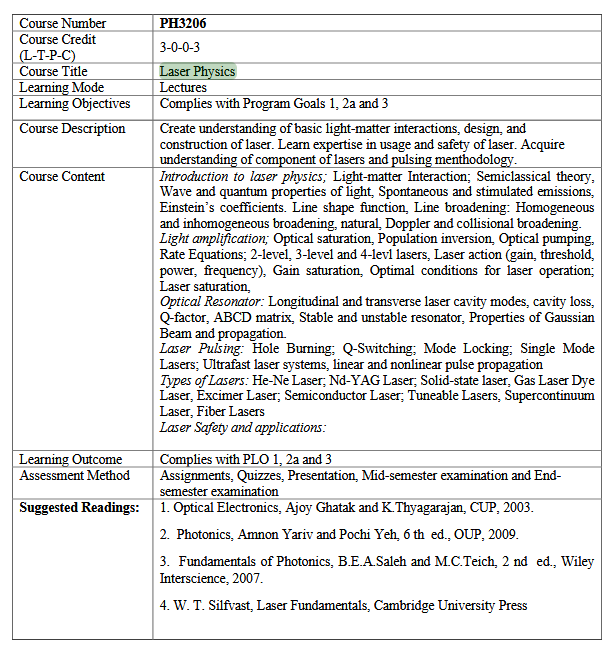 Course Number PH3206
Course Credit
(L-T-P-C) 3-0-0-3
Course Title Laser Physics
Learning Mode Lectures
Learning Objectives Complies with Program Goals 1, 2a and 3
Course Description Create understanding of basic light-matter interactions, design, and
construction of laser. Learn expertise in usage and safety of laser. Acquire
understanding of component of lasers and pulsing menthodology.
Course Content Introduction to laser physics; Light-matter Interaction; Semiclassical theory,
Wave and quantum properties of light, Spontaneous and stimulated emissions,
Einstein's coefficients. Line shape function, Line broadening: Homogeneous
and inhomogeneous broadening, natural, Doppler and collisional broadening.
Light amplification; Optical saturation, Population inversion, Optical pumping,
Rate Equations; 2-level, 3-level and 4-levl lasers, Laser action (gain, threshold,
power, frequency), Gain saturation, Optimal conditions for laser operation;
Laser saturation,
Optical Resonator: Longitudinal and transverse laser cavity modes, cavity loss,
Q-factor, ABCD matrix, Stable and unstable resonator, Properties of Gaussian
Beam and propagation.
Laser Pulsing: Hole Burning; Q-Switching; Mode Locking; Single Mode
Lasers; Ultrafast laser systems, linear and nonlinear pulse propagation
Types of Lasers: He-Ne Laser; Nd-YAG Laser; Solid-state laser, Gas Laser Dye
Laser, Excimer Laser; Semiconductor Laser; Tuneable Lasers, Supercontinuum
Laser, Fiber Lasers
Laser Safety and applications:
Learning Outcome Complies with PLO 1, 2a and 3
Assessment Method Assignments, Quizzes, Presentation, Mid-semester examination and End-
semester examination
Suggested Readings: 1. Optical Electronics, Ajoy Ghatak and K.Thyagarajan, CUP, 2003.
2. Photonics, Amnon Yariv and Pochi Yeh, 6 th ed., OUP, 2009.
3. Fundamentals of Photonics, B.E.A.Saleh and M.C.Teich, 2 nd ed., Wiley
Interscience, 2007.
4. W. T. Silfvast, Laser Fundamentals, Cambridge University Press